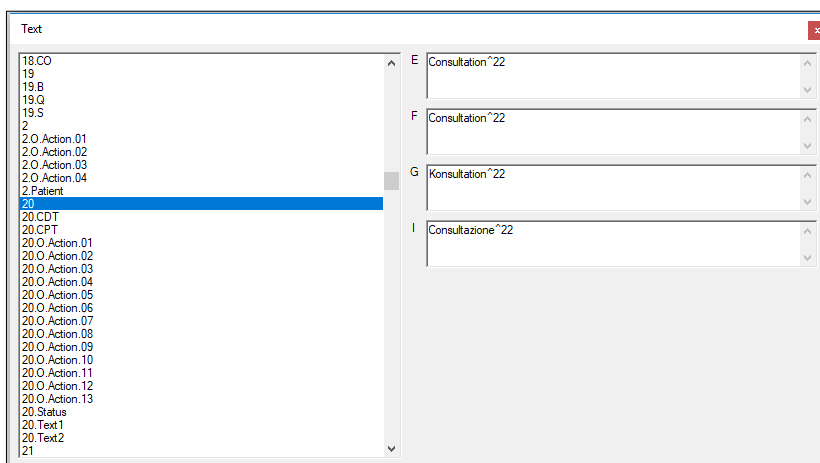 Text
x
18.CO
19
19.B
19.Q
19.S
2
2.O.Action.01
2.O.Action.02
2.O.Action.03
2.O.Action.04
2.Patient
20
20.CDT
20.CPT
20.O.Action.01
20.O.Action.02
20.O.Action.03
20.O.Action.04
20.O.Action.05
20.O.Action.06
20.O.Action.07
20.O.Action.08
20.O.Action.09
20.O.Action.10
20.O.Action.11
20.O.Action.12
20.O.Action.13
20.Status
20.Text1
20.Text2
21
E Consultation^22
F Consultation^22
G Konsultation^22
I Consultazione^22